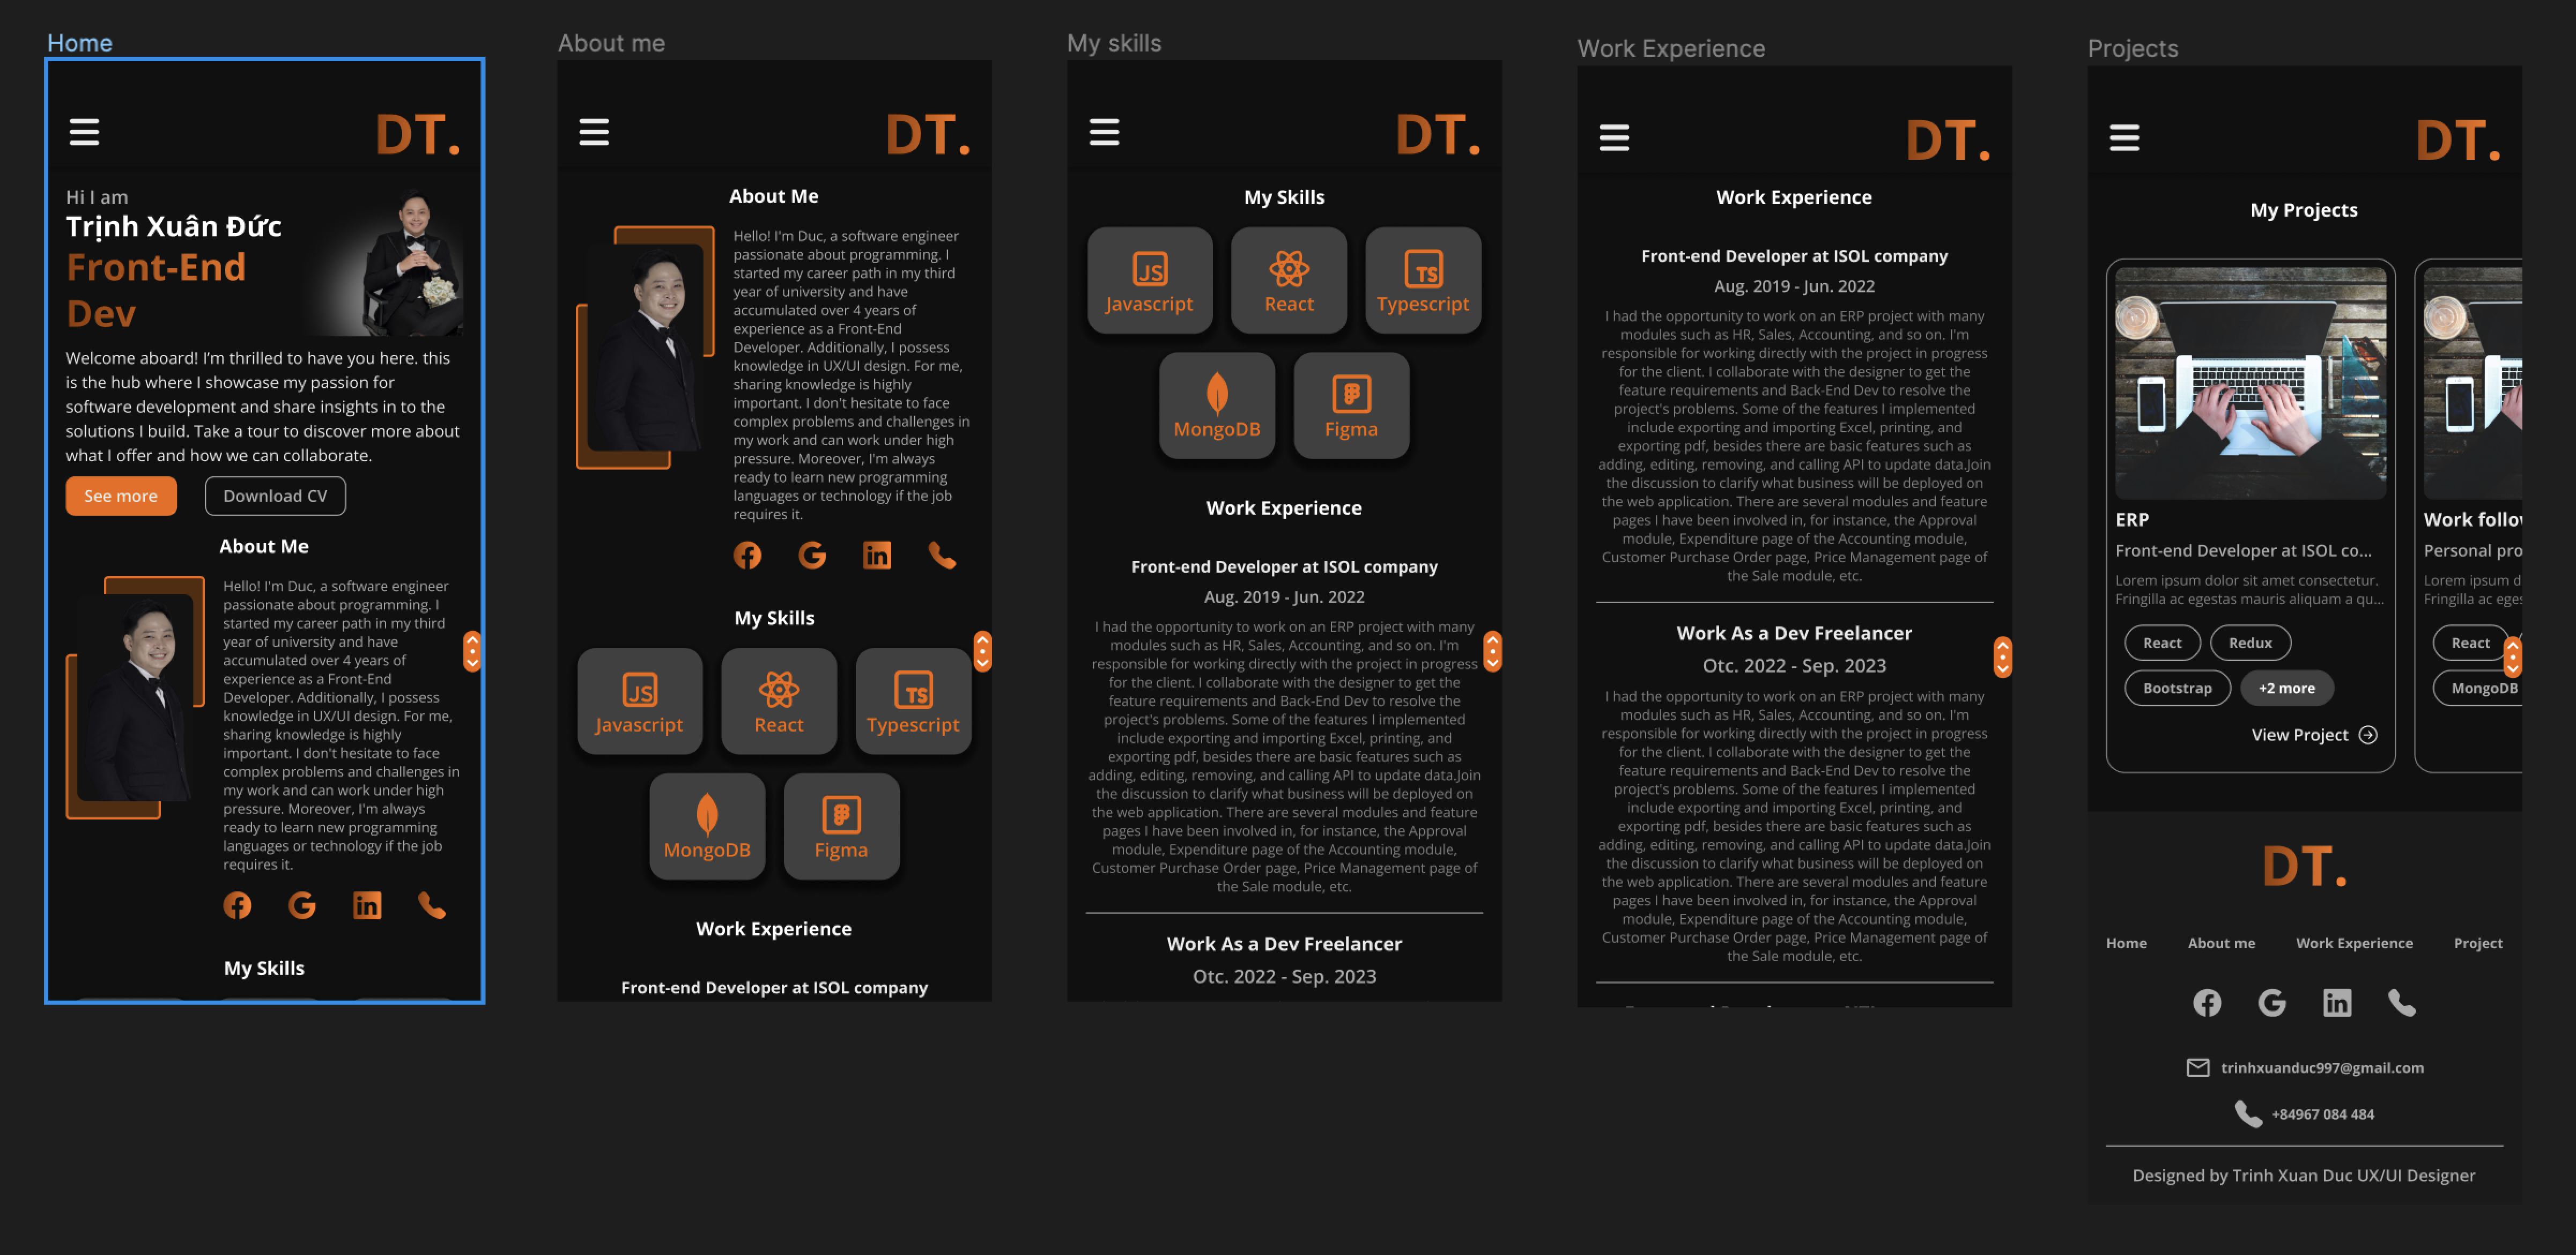 Home
DT.
Hi I am
Trịnh Xuân Đức
Front-End
Dev
Welcome aboard! I'm thrilled to have you here. this
is the hub where I showcase my passion for
software development and share insights in to the
solutions I build. Take a tour to discover more about
what I offer and how we can collaborate.
See more
Download CV
About Me
Hello! I'm Duc, a software engineer
passionate about programming. I
started my career path in my third
year of university and have
accumulated over 4 years of
experience as a Front-End
Developer. Additionally, I possess
knowledge in UX/UI design. For me,
sharing knowledge is highly
important. I don't hesitate to face
complex problems and challenges in
my work and can work under high
pressure. Moreover, I'm always
ready to learn new programming
languages or technology if the job
requires it.
My Skills
About me
DT.
About Me
Hello! I'm Duc, a software engineer
passionate about programming. I
started my career path in my third
year of university and have
accumulated over 4 years of
experience as a Front-End
Developer. Additionally, I possess
knowledge in UX/UI design. For me,
sharing knowledge is highly
important. I don't hesitate to face
complex problems and challenges in
my work and can work under high
pressure. Moreover, I'm always
ready to learn new programming
languages or technology if the job
requires it.
My Skills
JS
TS
Javascript
React
Typescript
MongoDB
Figma
Work Experience
Front-end Developer at ISOL company
My skills
DT.
My Skills
JS
TS
Javascript
React
Typescript
MongoDB
Figma
Work Experience
Front-end Developer at ISOL company
Aug. 2019 - Jun. 2022
I had the opportunity to work on an ERP project with many
modules such as HR, Sales, Accounting, and so on. I'm
responsible for working directly with the project in progress
for the client. I collaborate with the designer to get the
feature requirements and Back-End Dev to resolve the
project's problems. Some of the features I implemented
include exporting and importing Excel, printing, and
exporting pdf, besides there are basic features such as
adding, editing, removing, and calling API to update data.Join
the discussion to clarify what business will be deployed on
the web application. There are several modules and feature
pages I have been involved in, for instance, the Approval
module, Expenditure page of the Accounting module,
Customer Purchase Order page, Price Management page of
the Sale module, etc.
Work As a Dev Freelancer
Otc. 2022 - Sep. 2023
Work Experience
DT.
Work Experience
Front-end Developer at ISOL company
Aug. 2019 - Jun. 2022
I had the opportunity to work on an ERP project with many
modules such as HR, Sales, Accounting, and so on. I'm
responsible for working directly with the project in progress
for the client. I collaborate with the designer to get the
feature requirements and Back-End Dev to resolve the
project's problems. Some of the features I implemented
include exporting and importing Excel, printing, and
exporting pdf, besides there are basic features such as
adding, editing, removing, and calling API to update data.Join
the discussion to clarify what business will be deployed on
the web application. There are several modules and feature
pages I have been involved in, for instance, the Approval
module, Expenditure page of the Accounting module,
Customer Purchase Order page, Price Management page of
the Sale module, etc.
Work As a Dev Freelancer
Otc. 2022 - Sep. 2023
I had the opportunity to work on an ERP project with many
modules such as HR, Sales, Accounting, and so on. I'm
responsible for working directly with the project in progress
for the client. I collaborate with the designer to get the
feature requirements and Back-End Dev to resolve the
project's problems. Some of the features I implemented
include exporting and importing Excel, printing, and
exporting pdf, besides there are basic features such as
adding, editing, removing, and calling API to update data.Join
the discussion to clarify what business will be deployed on
the web application. There are several modules and feature
pages I have been involved in, for instance, the Approval
module, Expenditure page of the Accounting module,
Customer Purchase Order page, Price Management page of
the Sale module, etc.
Projects
DT.
My Projects
ERP
Front-end Developer at ISOL co...
Lorem ipsum dolor sit amet consectetur.
Fringilla ac egestas mauris aliquam a qu...
React
Redux
Bootstrap
+2 more
View Project
Work follo
Personal pro
Lorem ipsum d
Fringilla ac eges
React
MongoDB
DT.
Home
About me
Work Experience
Project
in
trinhxuanduc997@gmail.com
+84967 084 484
Designed by Trinh Xuan Duc UX/UI Designer